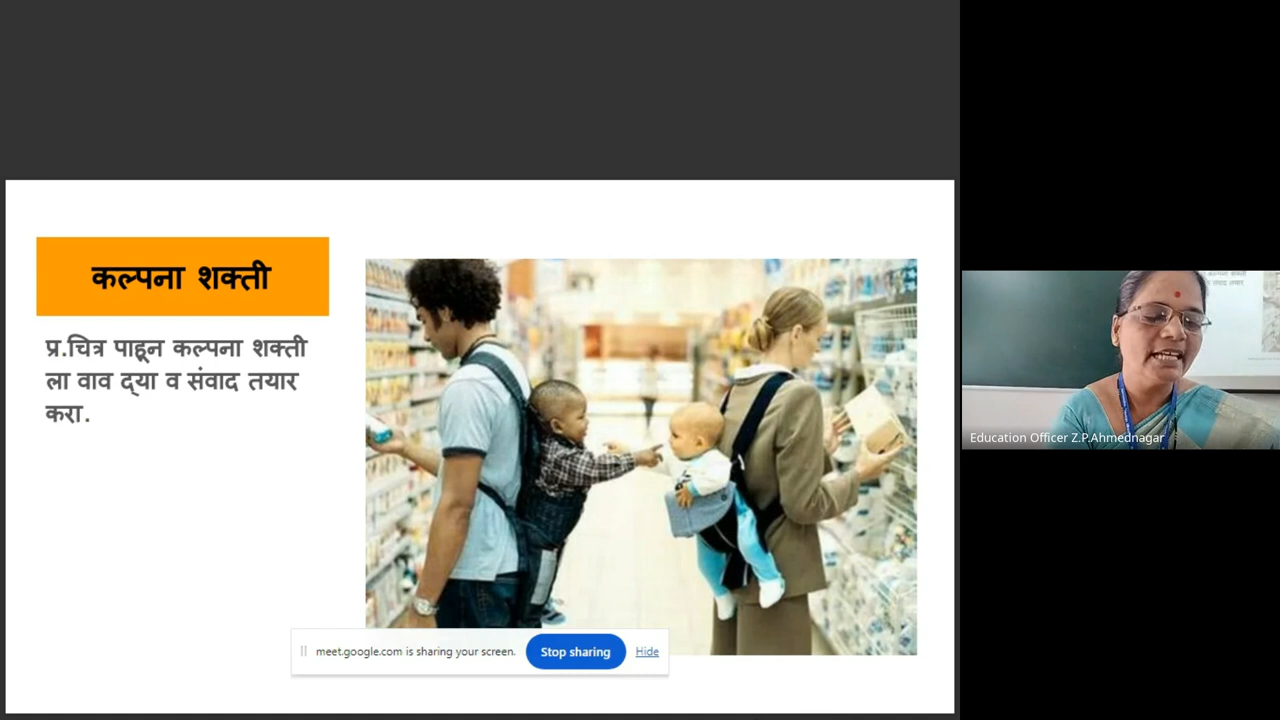 कल्पना शक्ती
प्र.चित्र पाहून कल्पना शक्ती
ला वाव द्‌या व संवाद तयार
करा.
meet.google.com is sharing your screen.
Stop sharing
Hide
Education Officer Z.P.Ahmednagar